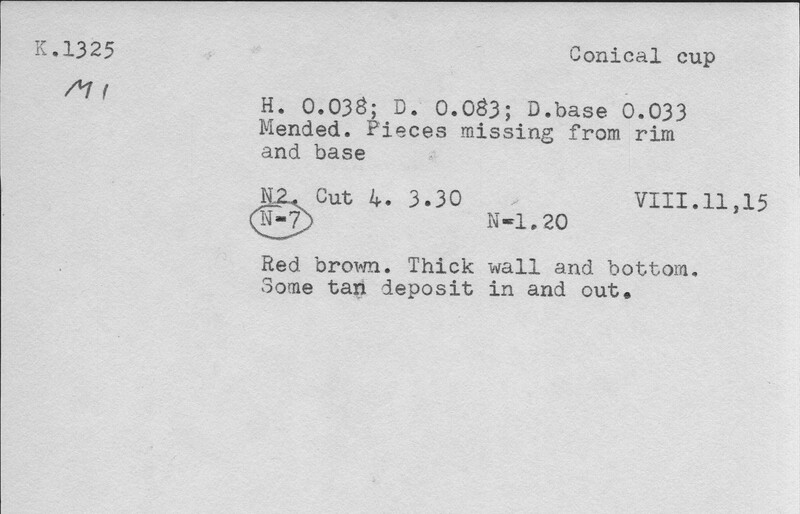 K.1325
Conical cup
M1
H. 0.038; D. 0.083; D.base 0.033
Mended. Pieces missing from rim
and base
N2. Cut 4. 3.30 VIII.11,15
N-7 N-1.20
Red brown. Thick wall and bottom.
Some tan deposit in and out.